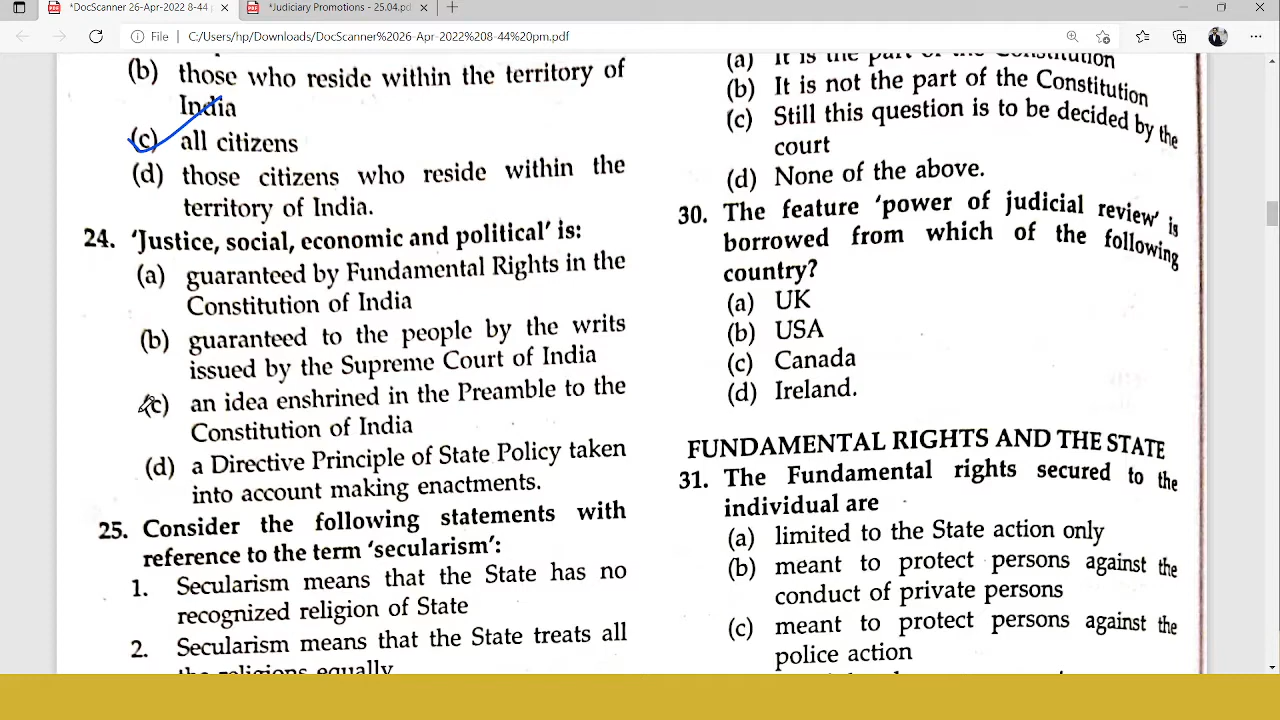 *DocScanner 26-Apr-2022 8-44 p
*Judiciary Promotions - 25.04.pd
File
C:/Users/hp/Downloads/DocScanner%2026-Apr-2022%208-44%20pm.pdf
(b) those who reside within the territory of
India
(c) all citizens
(d) those citizens who reside within the
territory of India.
24. 'Justice, social, economic and political' is:
(a) guaranteed by Fundamental Rights in the
Constitution of India
(b) guaranteed to the people by the writs
issued by the Supreme Court of India
(c) an idea enshrined in the Preamble to the
Constitution of India
(d) a Directive Principle of State Policy taken
into account making enactments.
25. Consider the following statements with
reference to the term 'secularism':
1. Secularism means that the State has no
recognized religion of State
2. Secularism means that the State treats all
the religions equally
(a) It is the part of the Constitution
(b) It is not the part of the Constitution
(c) Still this question is to be decided by the
court
(d) None of the above.
30. The feature 'power of judicial review' is
borrowed from which of the following
country?
(a) UK
(b) USA
(c) Canada
(d) Ireland.
FUNDAMENTAL RIGHTS AND THE STATE
31. The Fundamental rights secured to the
individual are
(a) limited to the State action only
(b) meant to protect persons against the
conduct of private persons
(c) meant to protect persons against the
police action